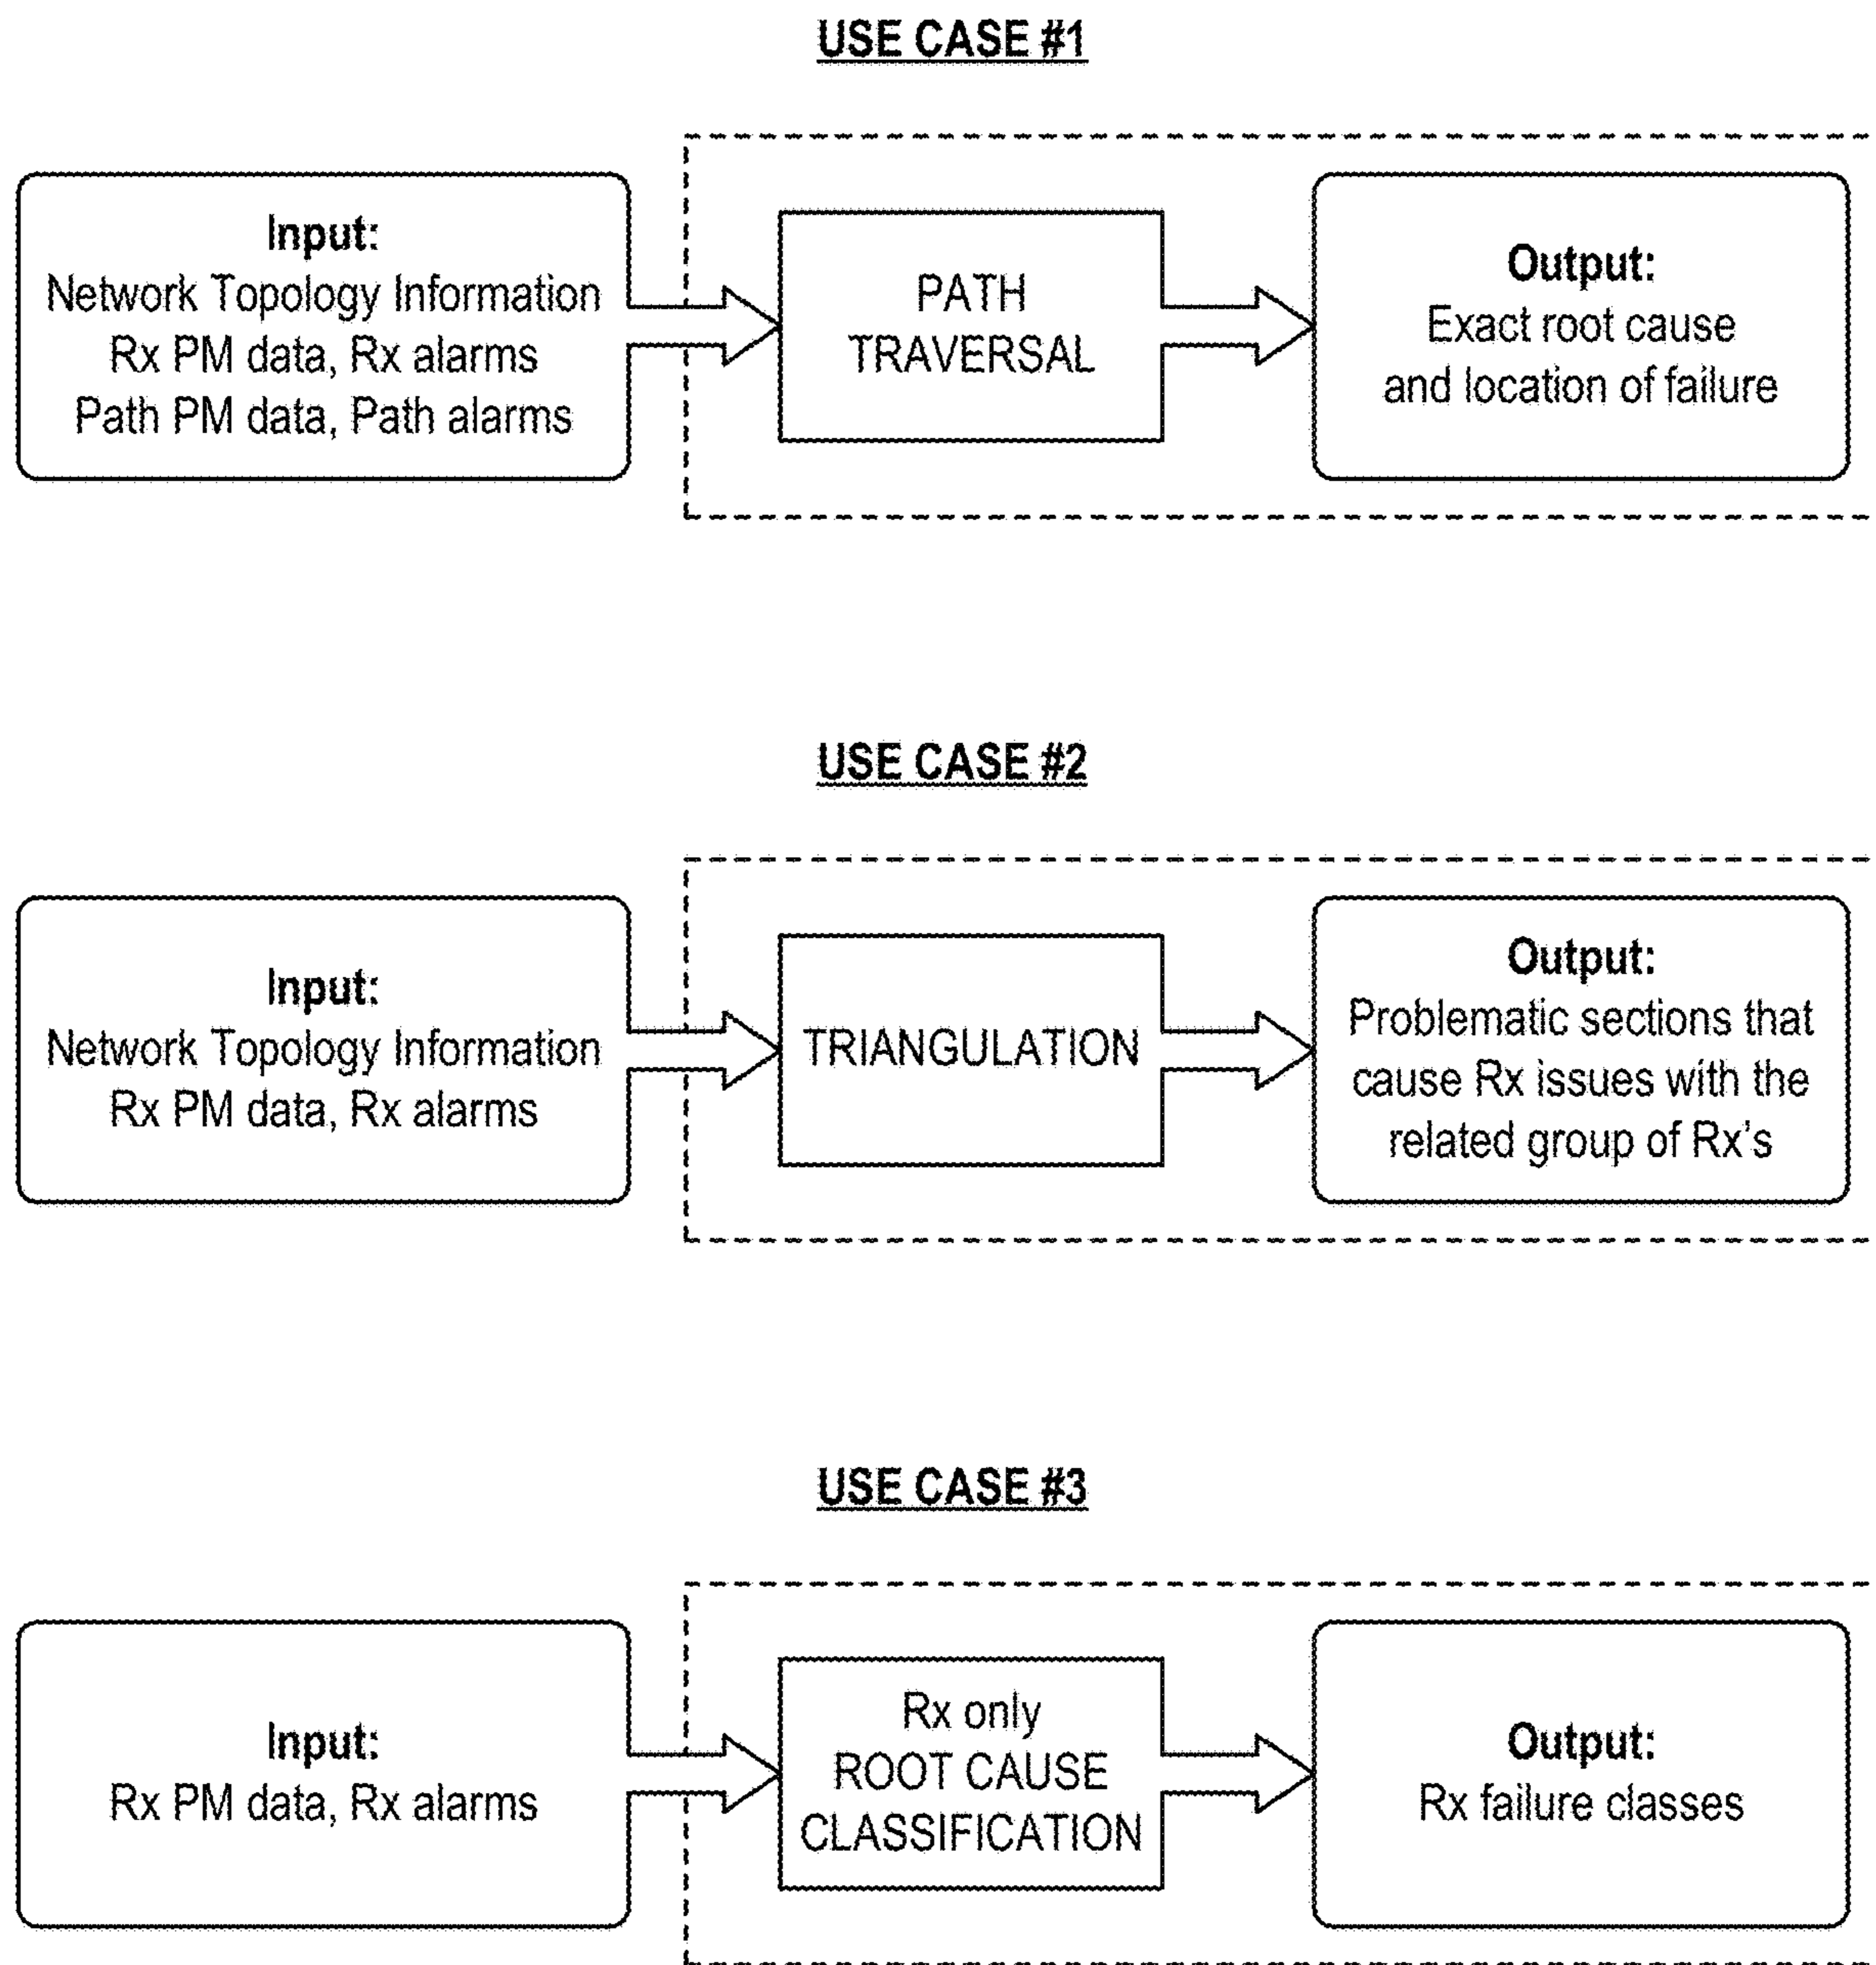 USE CASE #1
Input:
Network Topology Information
Rx PM data, Rx alarms
Path PM data, Path alarms
PATH
TRAVERSAL
Output:
Exact root cause
and location of failure
USE CASE #2
Input:
Network Topology Information
Rx PM data, Rx alarms
TRIANGULATION
Output:
Problematic sections that
cause Rx issues with the
related group of Rx's
USE CASE #3
Input:
Rx PM data, Rx alarms
Rx only
ROOT CAUSE
CLASSIFICATION
Output:
Rx failure classes